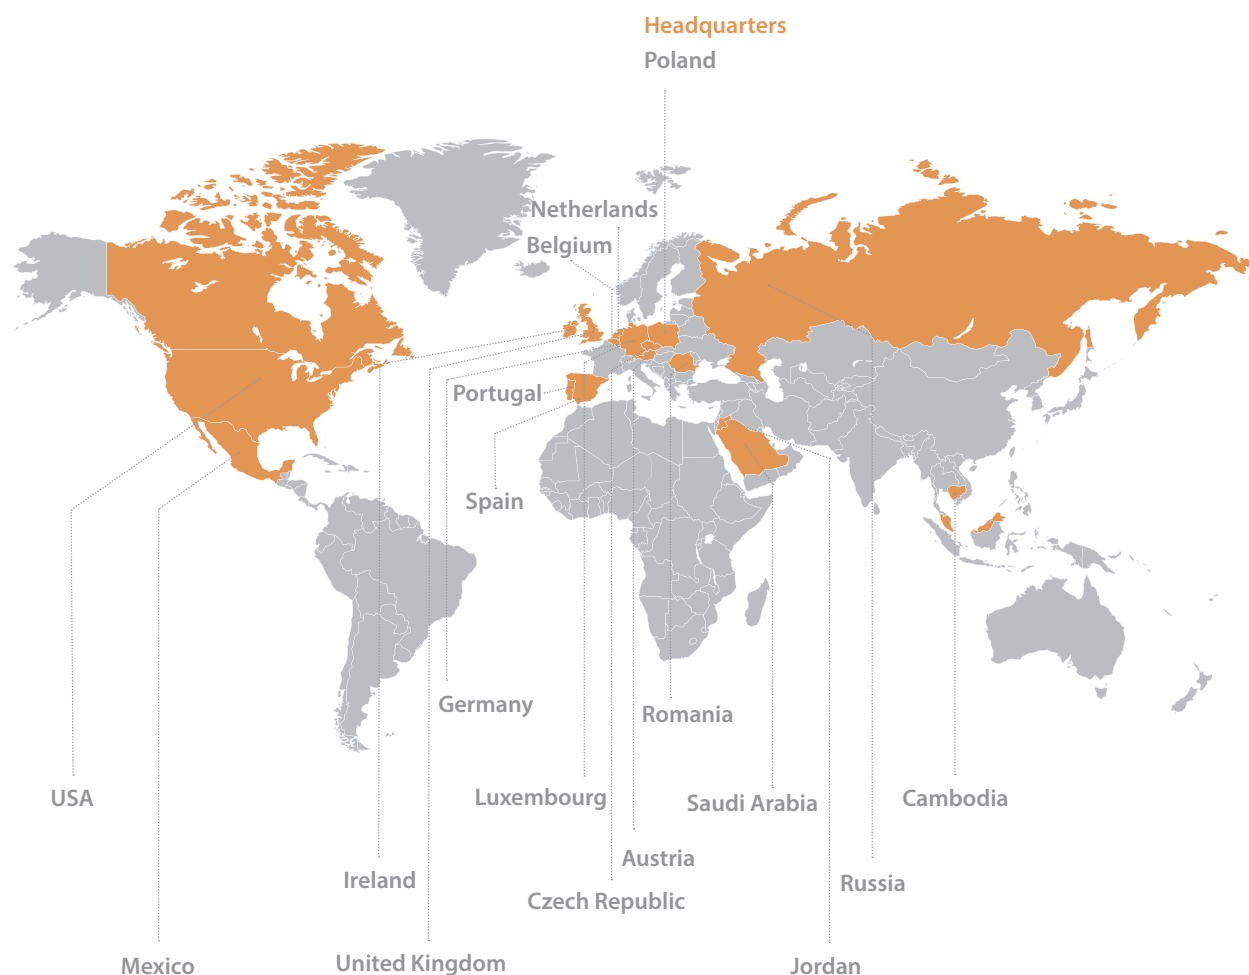 Headquarters
Poland
Netherlands
Belgium
Portugal
Spain
Germany
Romania
USA
Luxembourg
Saudi Arabia
Cambodia
Austria
Ireland
Russia
Czech Republic
Mexico
United Kingdom
Jordan